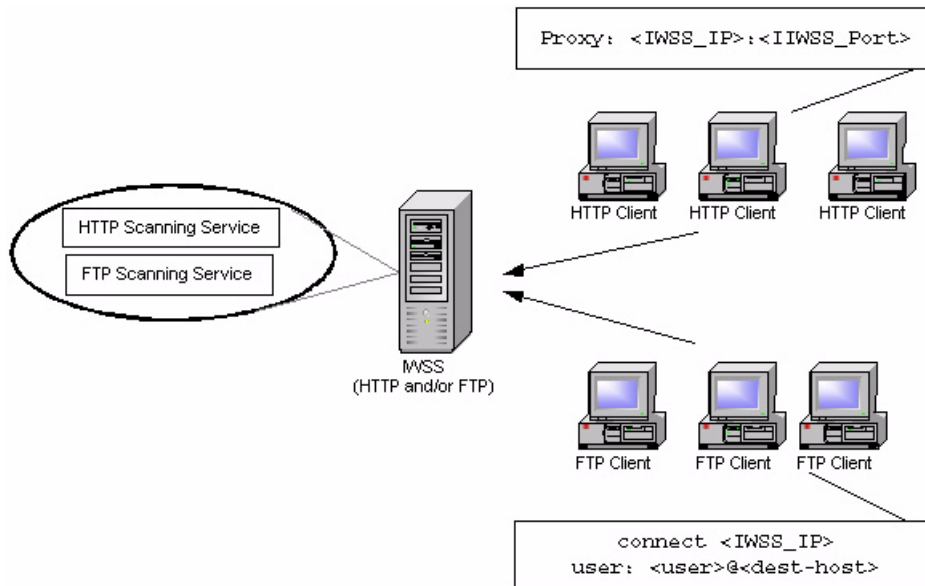 Proxy: <IWSS_IP>:<IIWSS_Port>
HTTP Client
HTTP Client
HTTP Client
HTTP Scanning Service
FTP Scanning Service
IWSS
(HTTP and/or FTP)
FTP Client
FTP Client
FTP Client
connect <IWSS_IP>
user: <user>@<dest-host>